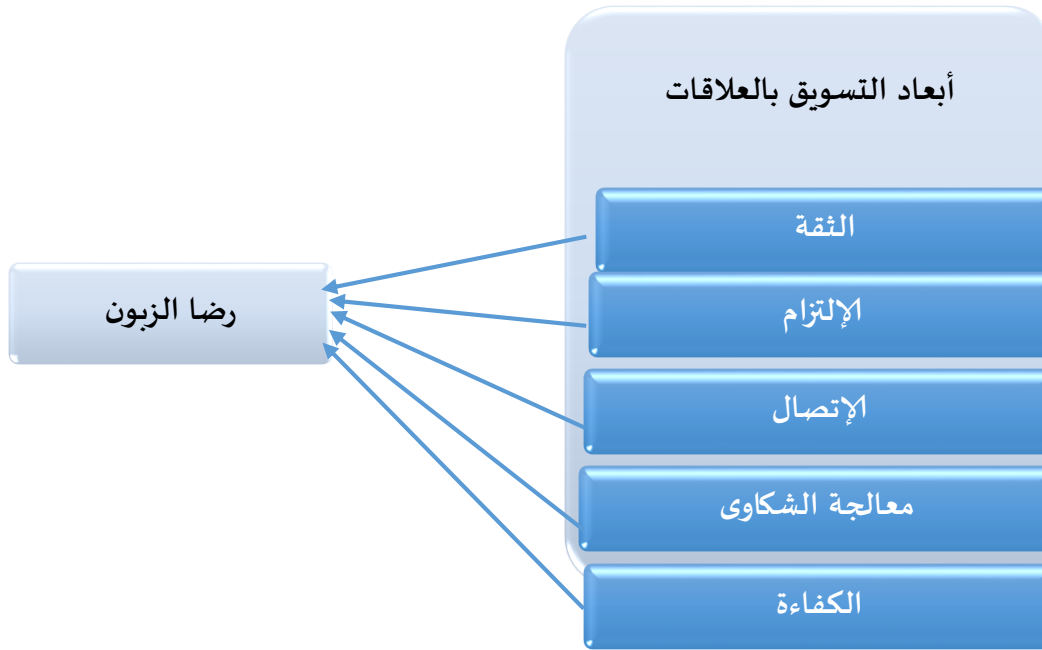 أبعاد التسويق بالعلاقات
الثقة
الإلتزام
الإتصال
معالجة الشكاوى
الكفاءة
رضا الزبون